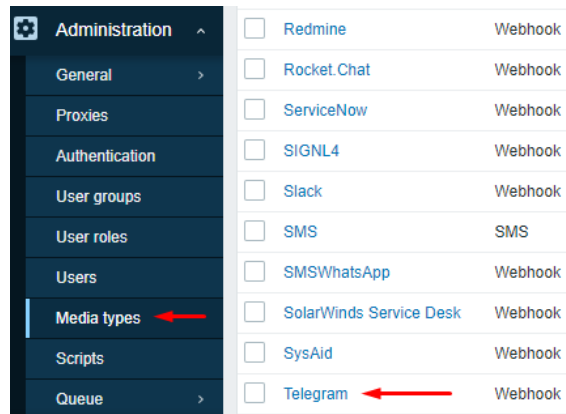 Administration
General
Proxies
Authentication
User groups
User roles
Users
Media types
Scripts
Queue
Redmine Webhook
Rocket.Chat Webhook
ServiceNow Webhook
SIGNL4 Webhook
Slack Webhook
SMS SMS
SMSWhatsApp Webhook
SolarWinds Service Desk Webhook
SysAid Webhook
Telegram Webhook